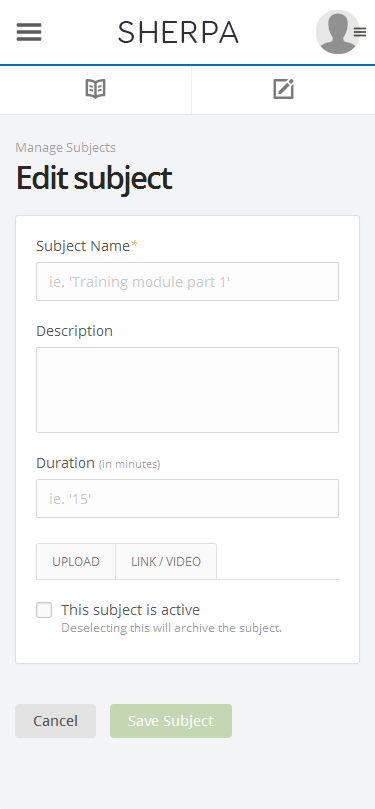 SHERPA
Manage Subjects
Edit subject
Subject Name*
ie. 'Training module part 1'
Description
Duration (in minutes)
ie. '15'
UPLOAD
LINK / VIDEO
This subject is active
Deselecting this will archive the subject.
Cancel
Save Subject